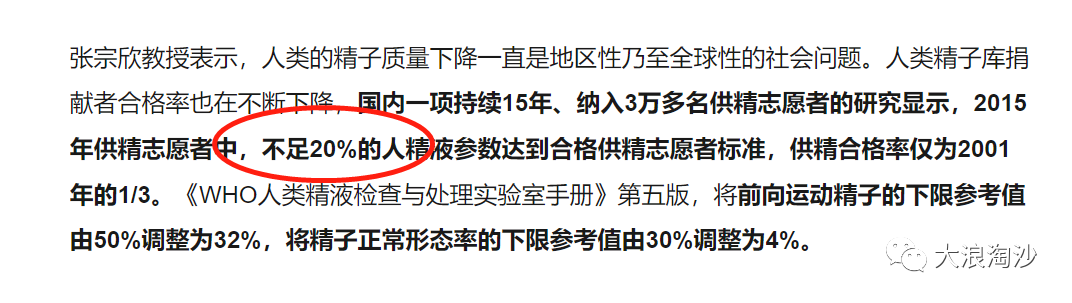 张宗欣教授表示，人类的精子质量下降一直是地区性乃至全球性的社会问题。人类精子库捐
献者合格率也在不断下降，国内一项持续15年、纳入3万多名供精志愿者的研究显示，2015
年供精志愿者中，不足20%的人精液参数达到合格供精志愿者标准，供精合格率仅为2001
年的1/3。《WHO人类精液检查与处理实验室手册》第五版，将前向运动精子的下限参考值
由50%调整为32%，将精子正常形态率的下限参考值由30%调整为4%。
大浪淘沙